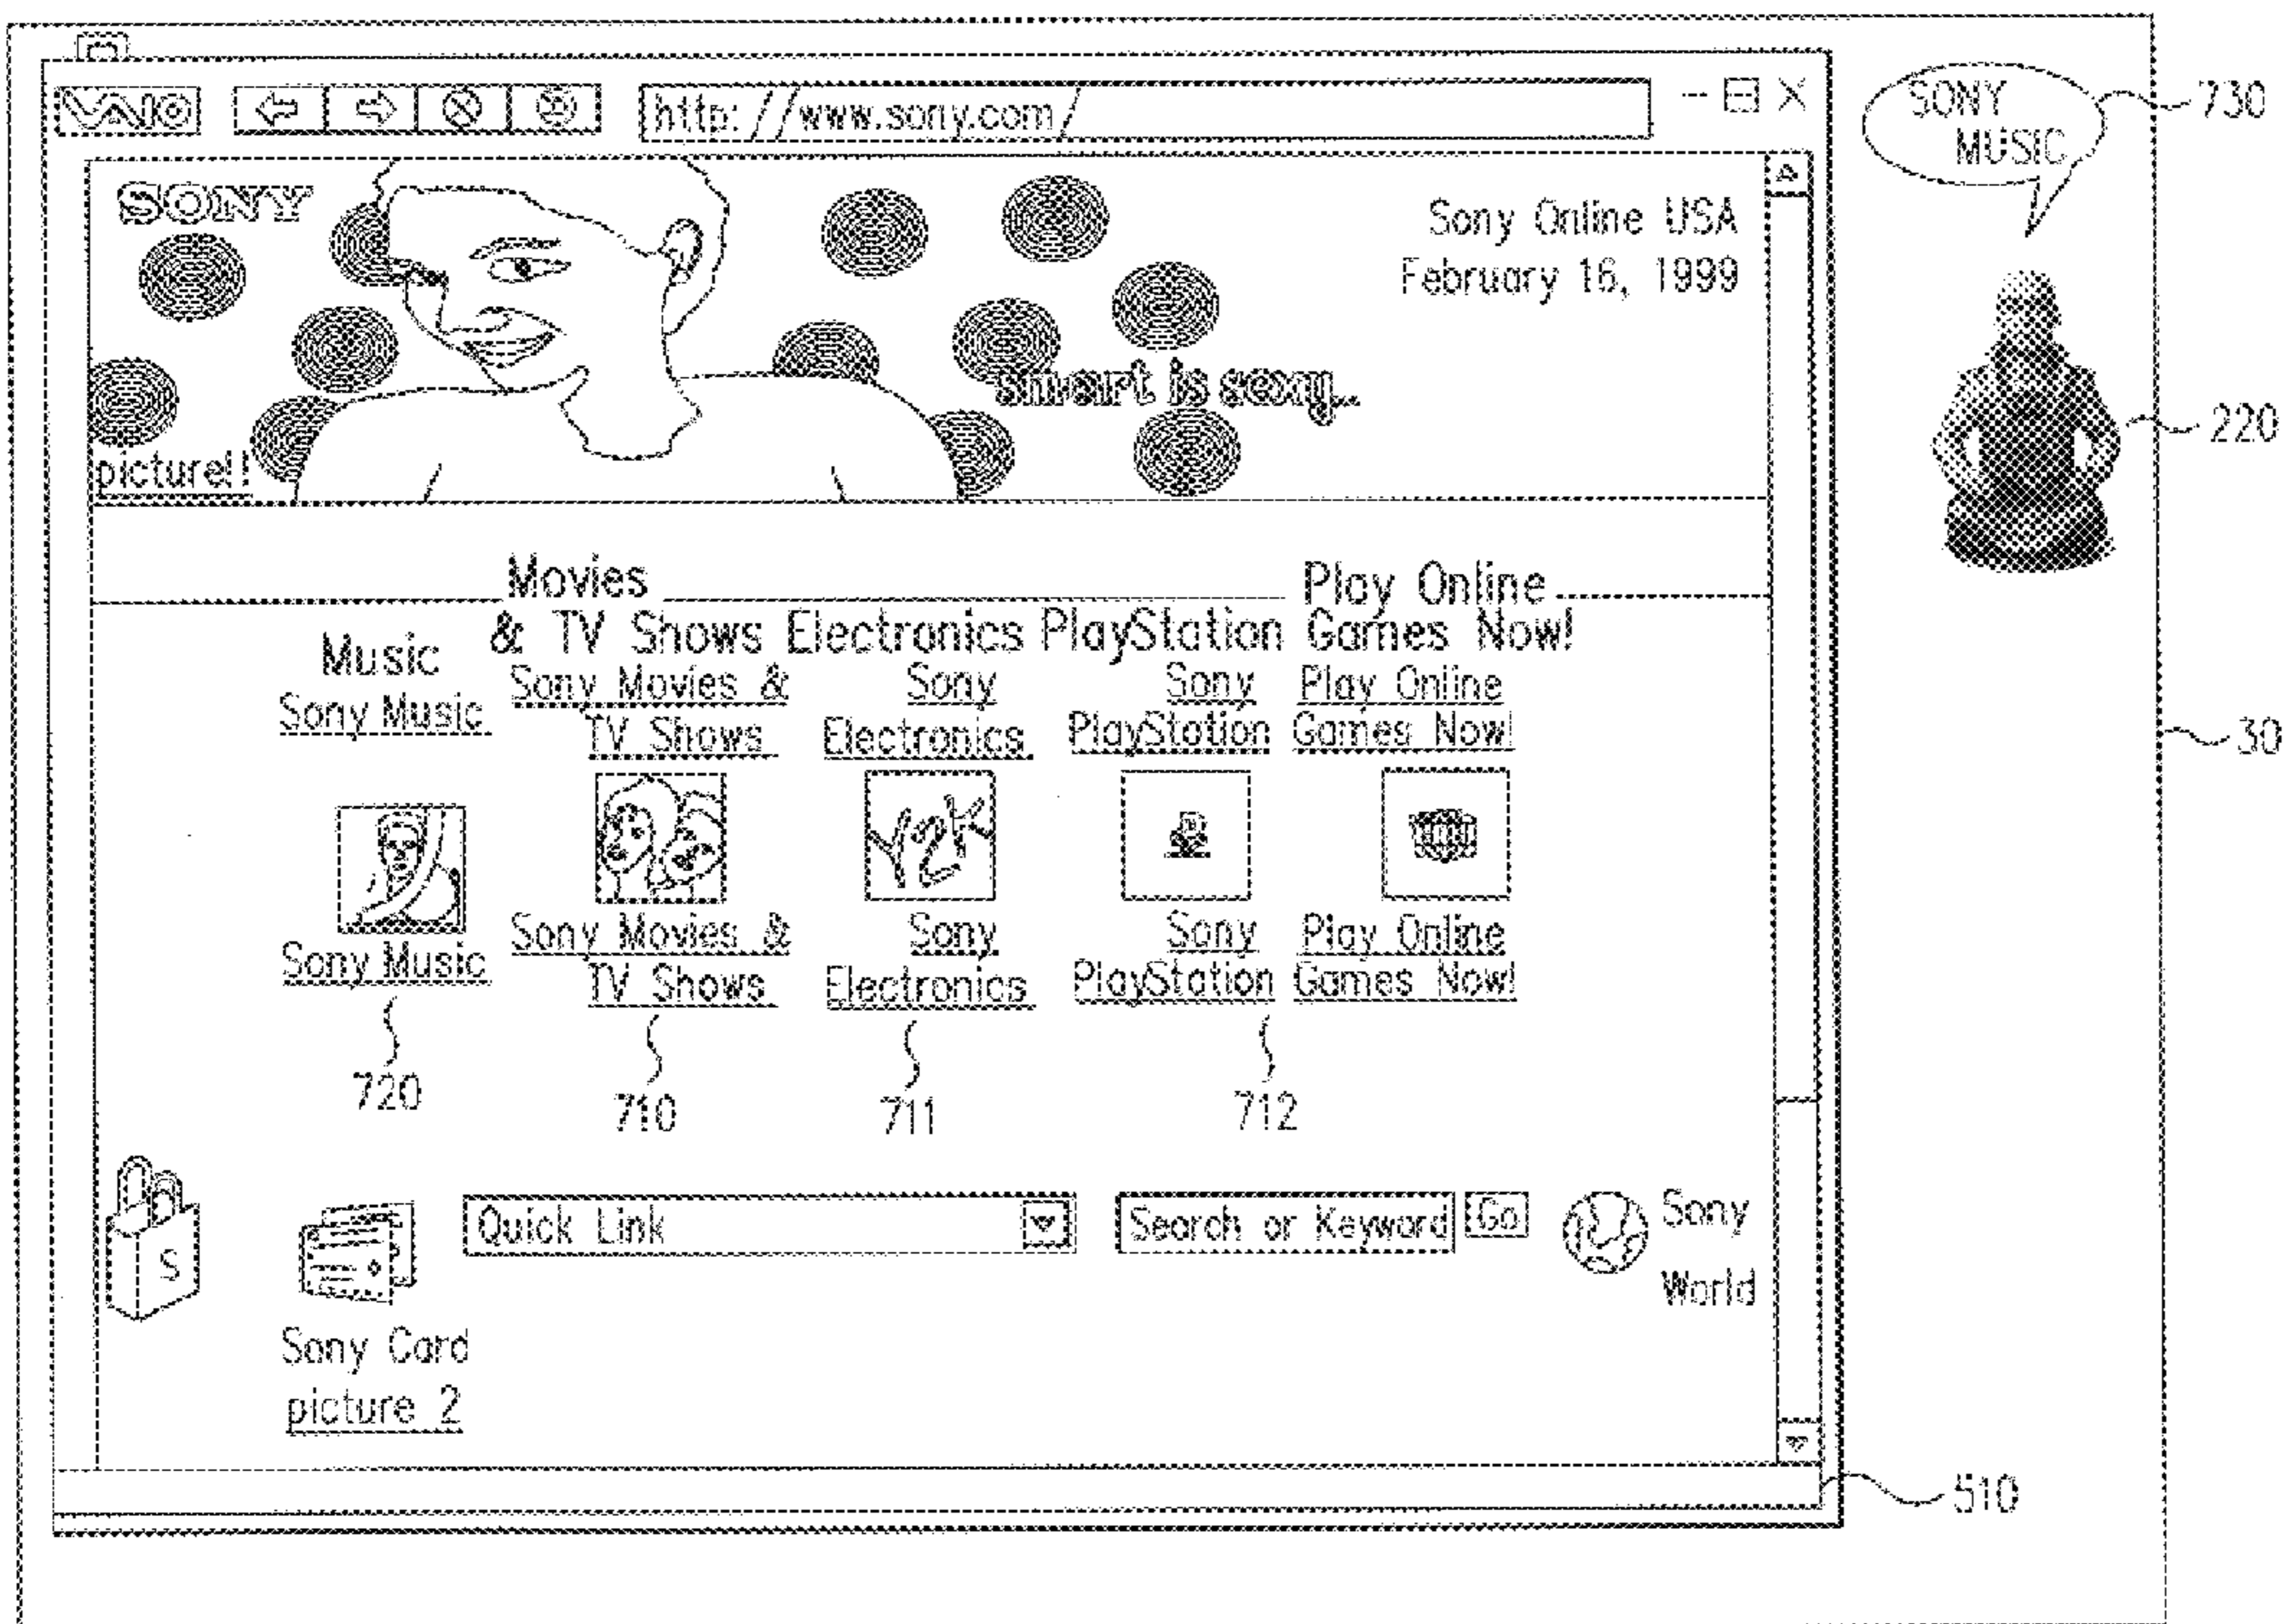 VAIO
http://www.sony.com/
SONY
MUSIC
730
SONY
Sony Online USA
February 16, 1999
smart is sexy...
220
picture!!
Movies
Play Online
& TV Shows Electronics PlayStation Games Now!
Music
Sony Movies & Sony Sony Play Online
Sony Music
TV Shows Electronics PlayStation Games Now!
30
Y2K
Sony Movies & Sony Sony Play Online
Sony Music
TV Shows Electronics PlayStation Games Now!
720
710 711 712
Quick Link
Search or Keyword Go
Sony
World
S
Sony Card
picture 2
510